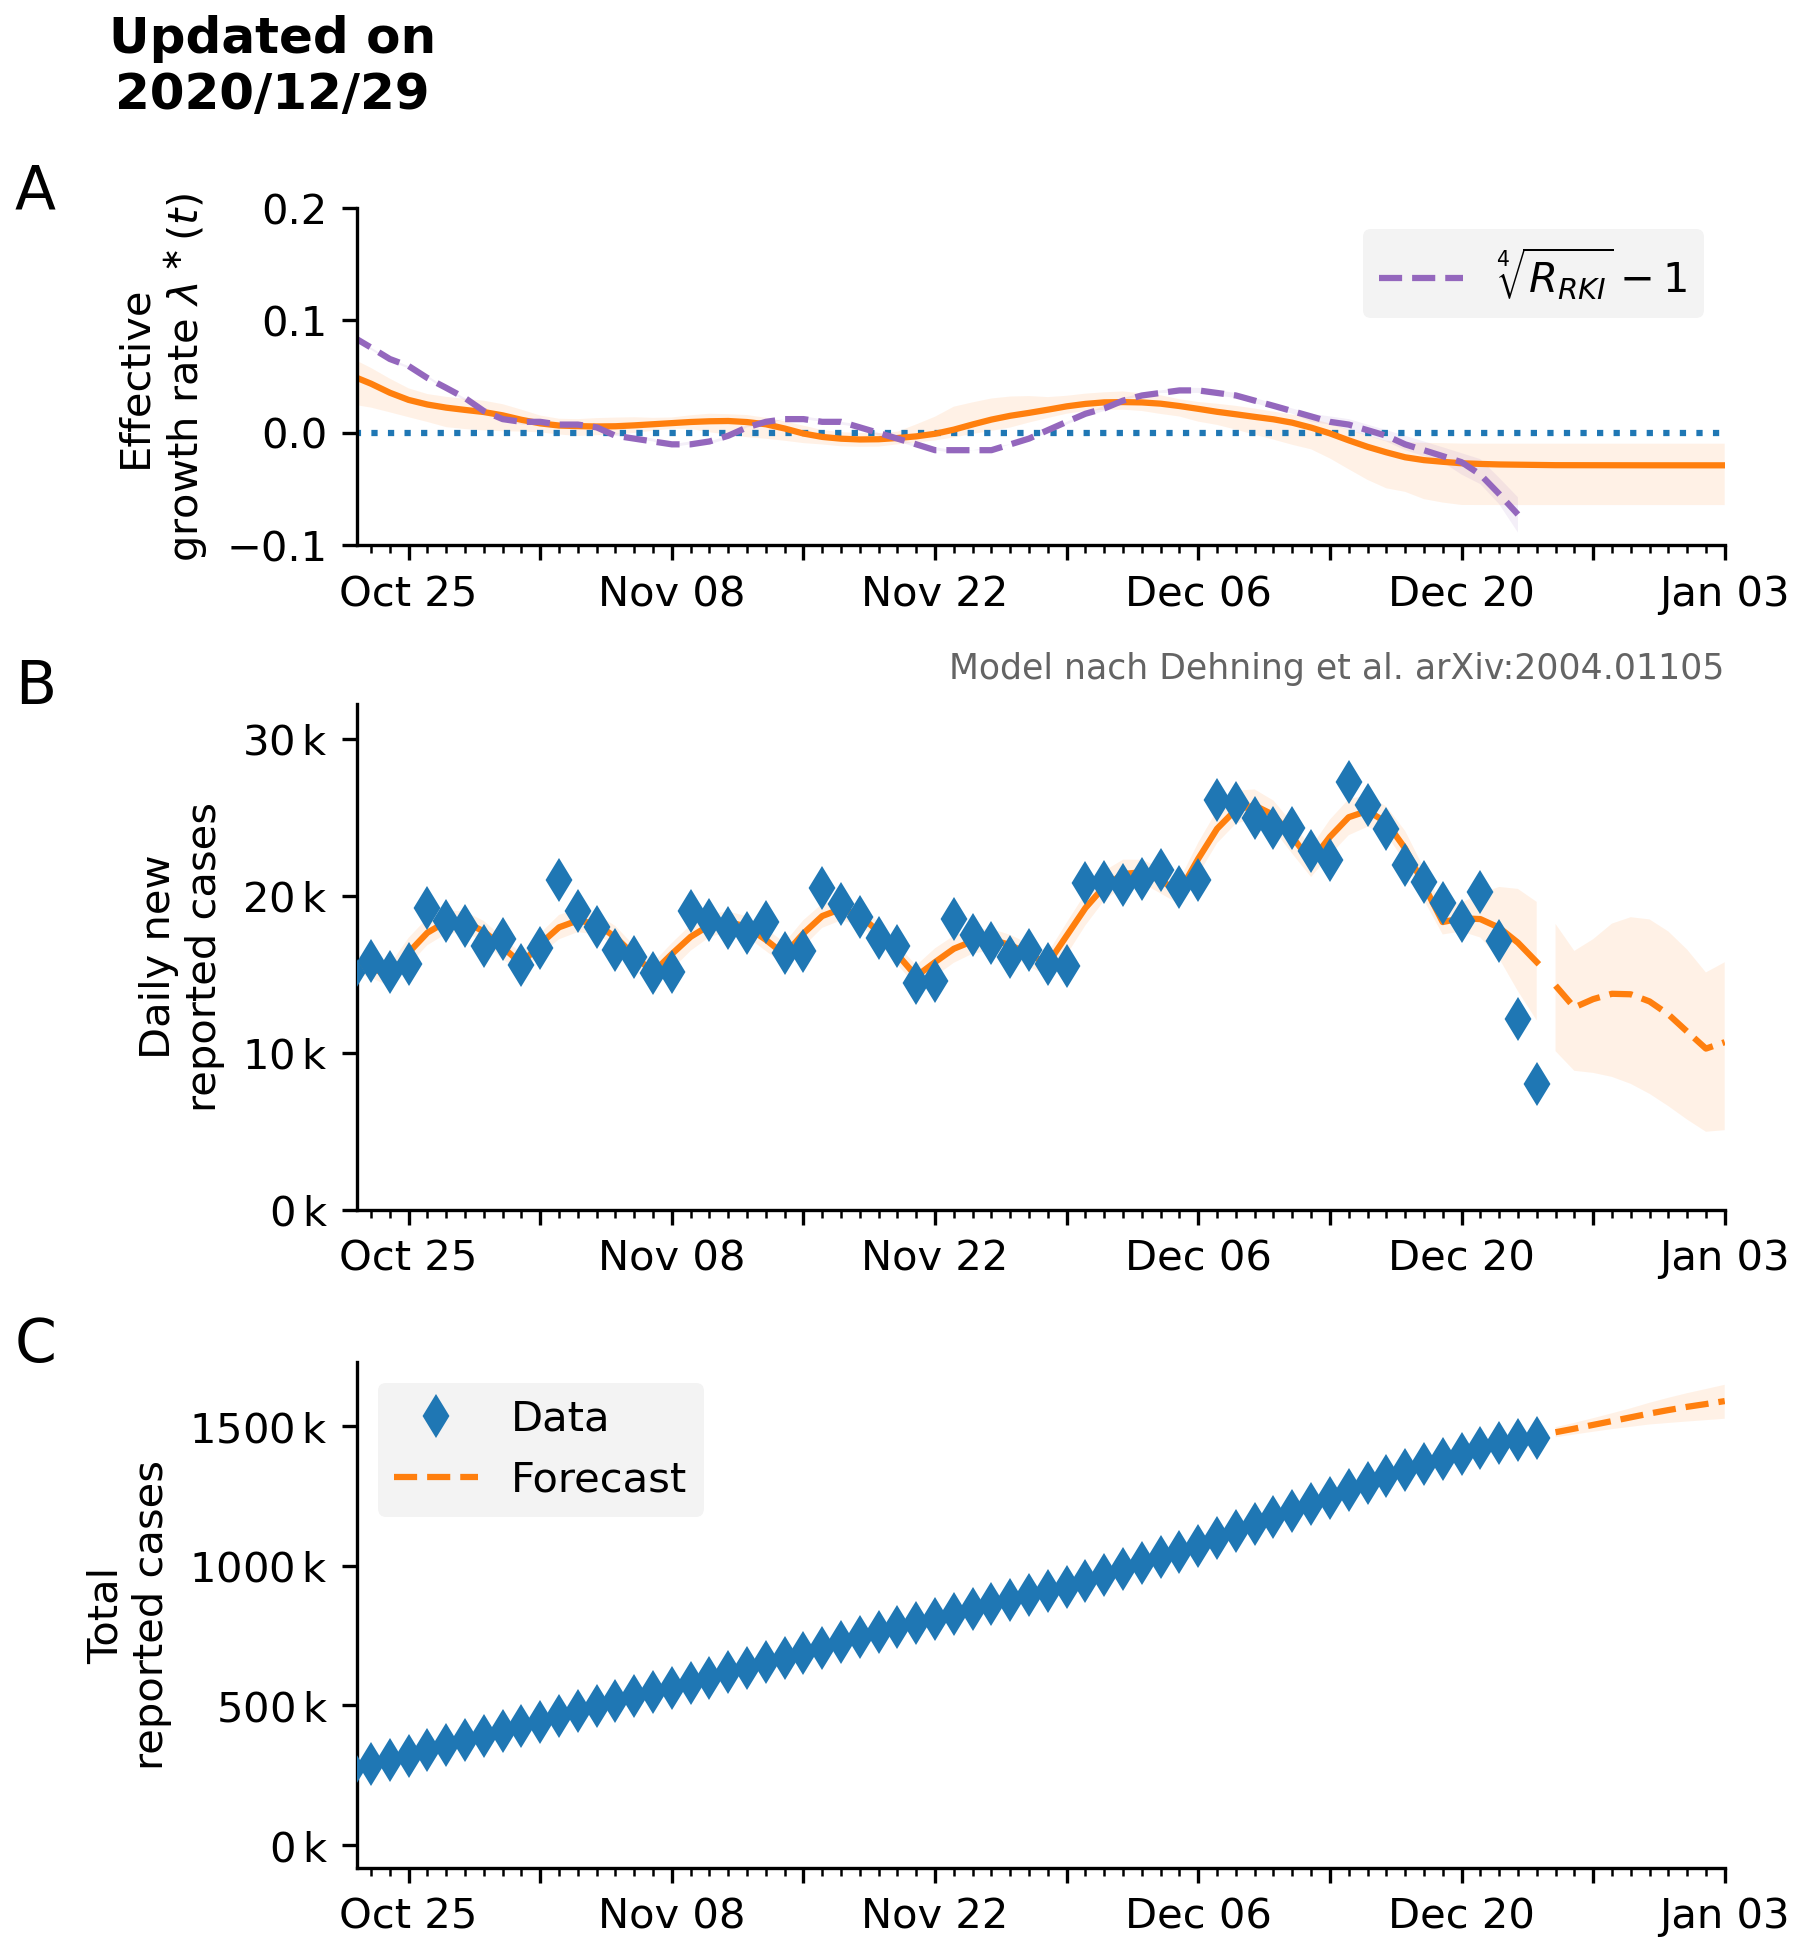 Updated on
2020/12/29
A
Effective
growth rate λ * (t)
0.2
0.1
0.0
−0.1
∜R_RKI − 1
Oct 25 Nov 08 Nov 22 Dec 06 Dec 20 Jan 03
Model nach Dehning et al. arXiv:2004.01105
B
Daily new
reported cases
30 k
20 k
10 k
0 k
Oct 25 Nov 08 Nov 22 Dec 06 Dec 20 Jan 03
C
Total
reported cases
1500 k
1000 k
500 k
0 k
Data
Forecast
Oct 25 Nov 08 Nov 22 Dec 06 Dec 20 Jan 03